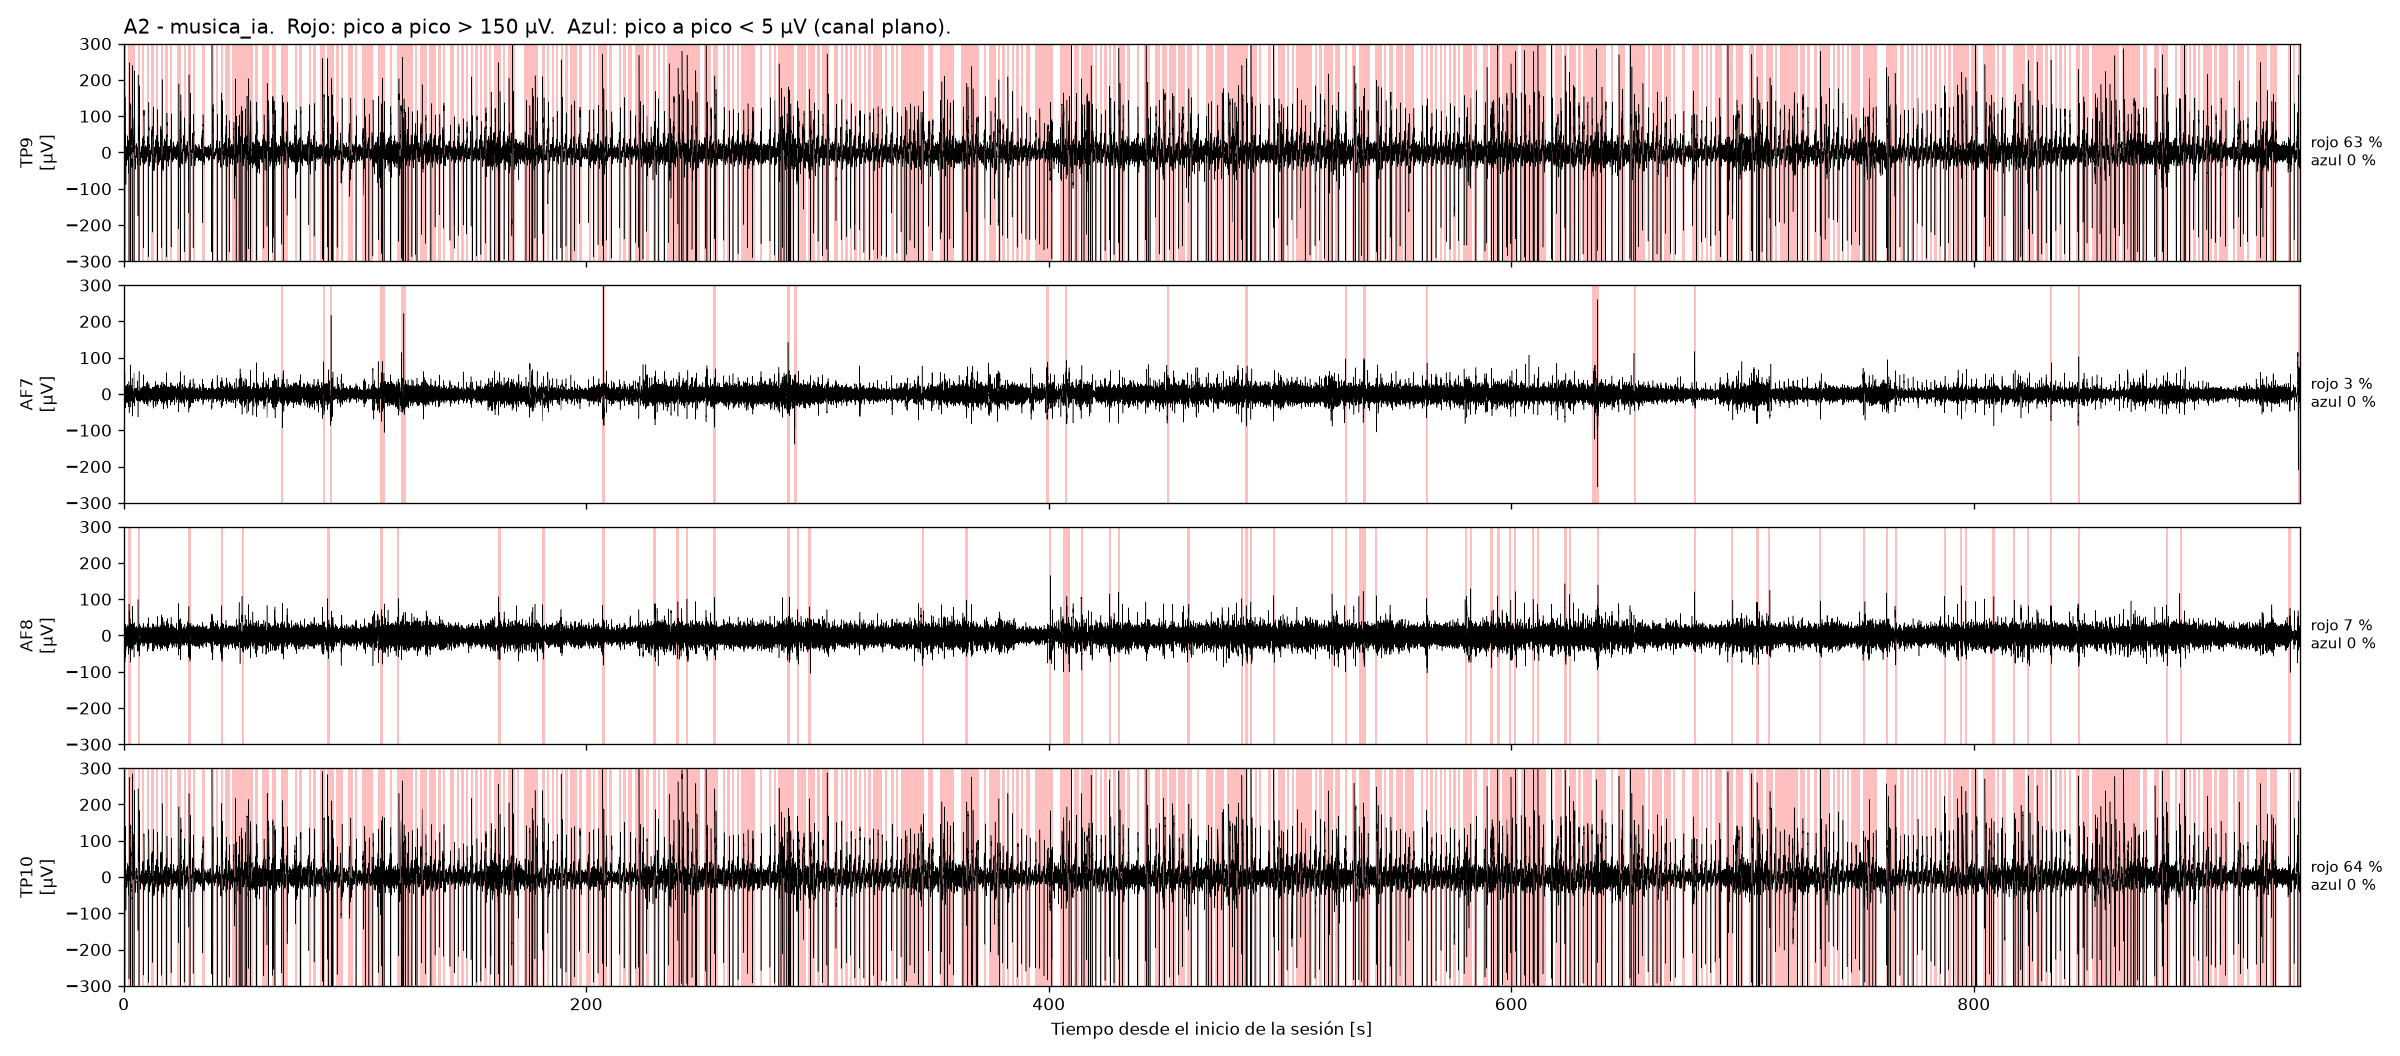 A2 - musica_ia.  Rojo: pico a pico > 150 µV.  Azul: pico a pico < 5 µV (canal plano).
300
200
100
0
−100
−200
−300
TP9
[µV]
rojo 63 %
azul 0 %
300
200
100
0
−100
−200
−300
AF7
[µV]
rojo 3 %
azul 0 %
300
200
100
0
−100
−200
−300
AF8
[µV]
rojo 7 %
azul 0 %
300
200
100
0
−100
−200
−300
TP10
[µV]
rojo 64 %
azul 0 %
0 200 400 600 800
Tiempo desde el inicio de la sesión [s]